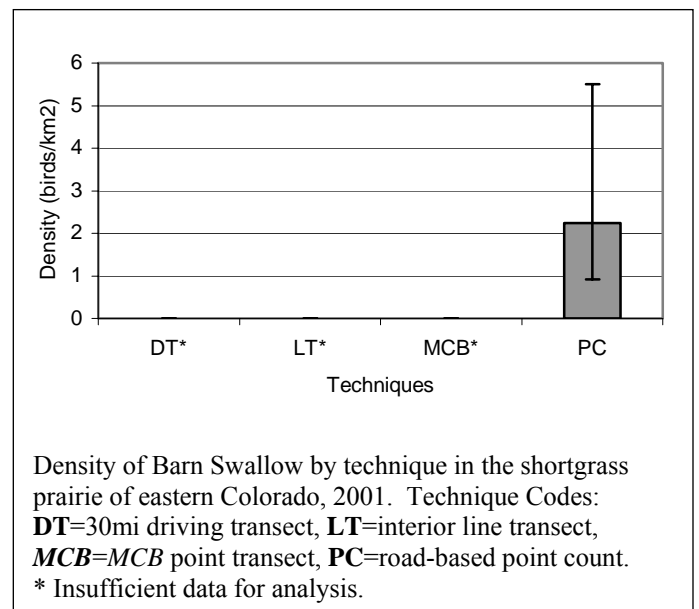 6
5
4
3
2
1
0
Density (birds/km2)
DT* LT* MCB* PC
Techniques
Density of Barn Swallow by technique in the shortgrass
prairie of eastern Colorado, 2001. Technique Codes:
DT=30mi driving transect, LT=interior line transect,
MCB=MCB point transect, PC=road-based point count.
* Insufficient data for analysis.